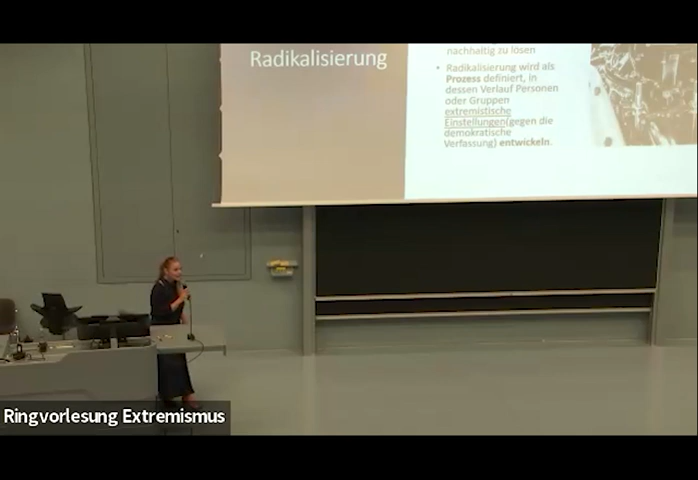 Radikalisierung
nachhaltig zu lösen
• Radikalisierung wird als
Prozess definiert, in
dessen Verlauf Personen
oder Gruppen
extremistische
Einstellungen(gegen die
demokratische
Verfassung) entwickeln.
Ringvorlesung Extremismus